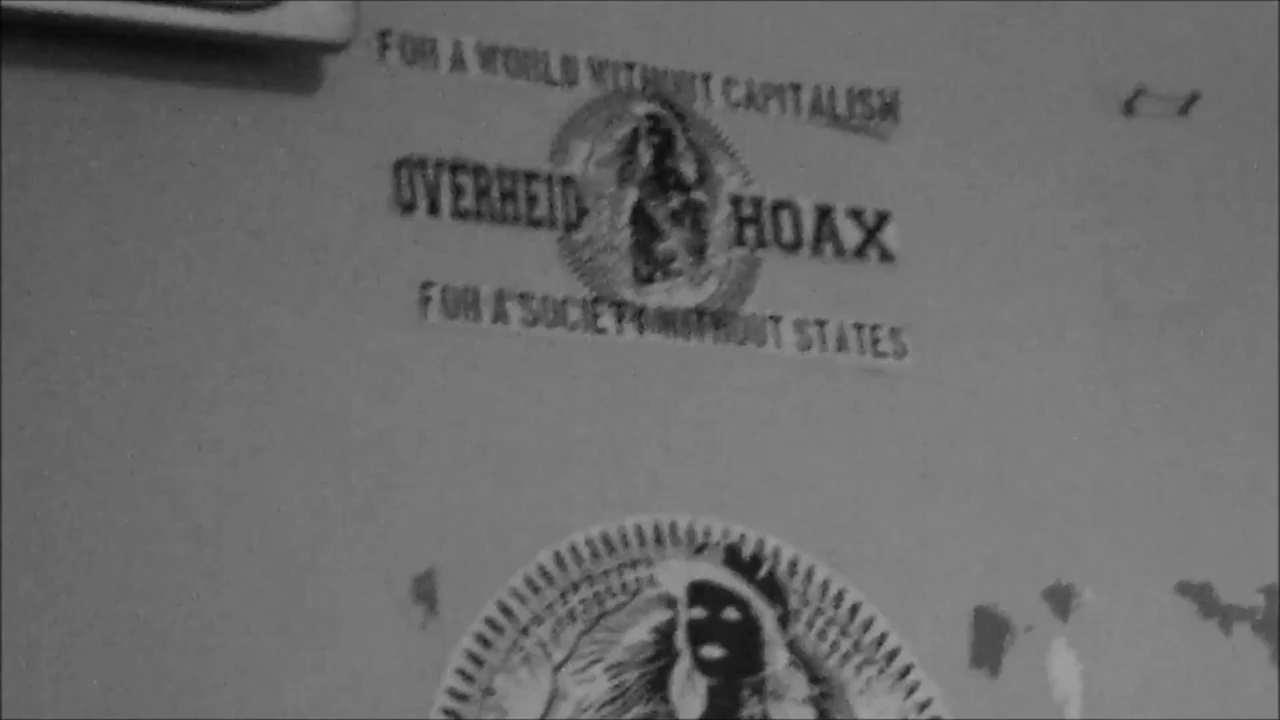 FOR A WORLD WITHOUT CAPITALISM
OVERHEID HOAX
FOR A SOCIETY WITHOUT STATES